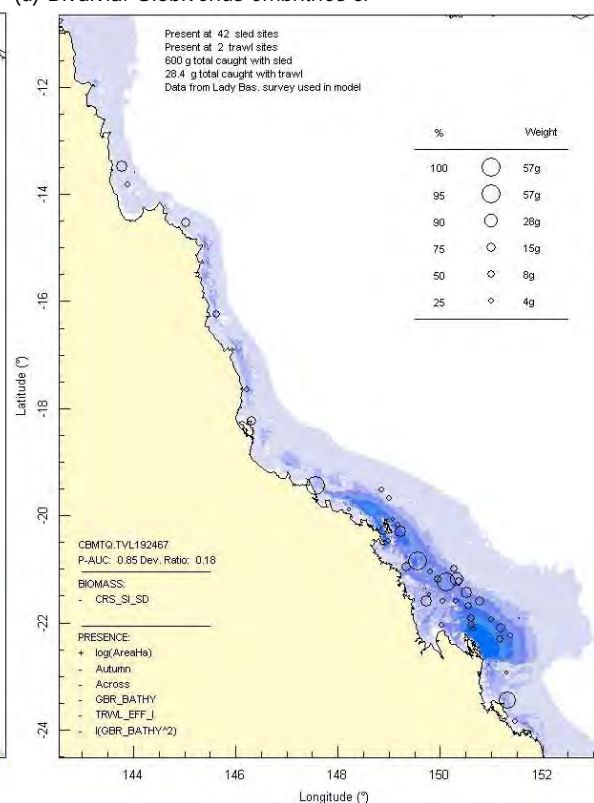 Present at 42 sled sites
Present at 2 trawl sites
600 g total caught with sled
28.4 g total caught with trawl
Data from Lady Bas. survey used in model
% Weight
100 57g
95 57g
90 28g
75 15g
50 8g
25 4g
-12
-14
-16
-18
-20
-22
-24
Latitude (°)
CBMTQ.TVL192467
P-AUC: 0.85 Dev. Ratio: 0.18
BIOMASS:
- CRS_SI_SD
PRESENCE:
+ log(AreaHa)
- Autumn
- Across
- GBR_BATHY
- TRWL_EFF_I
- I(GBR_BATHY^2)
144 146 148 150 152
Longitude (°)